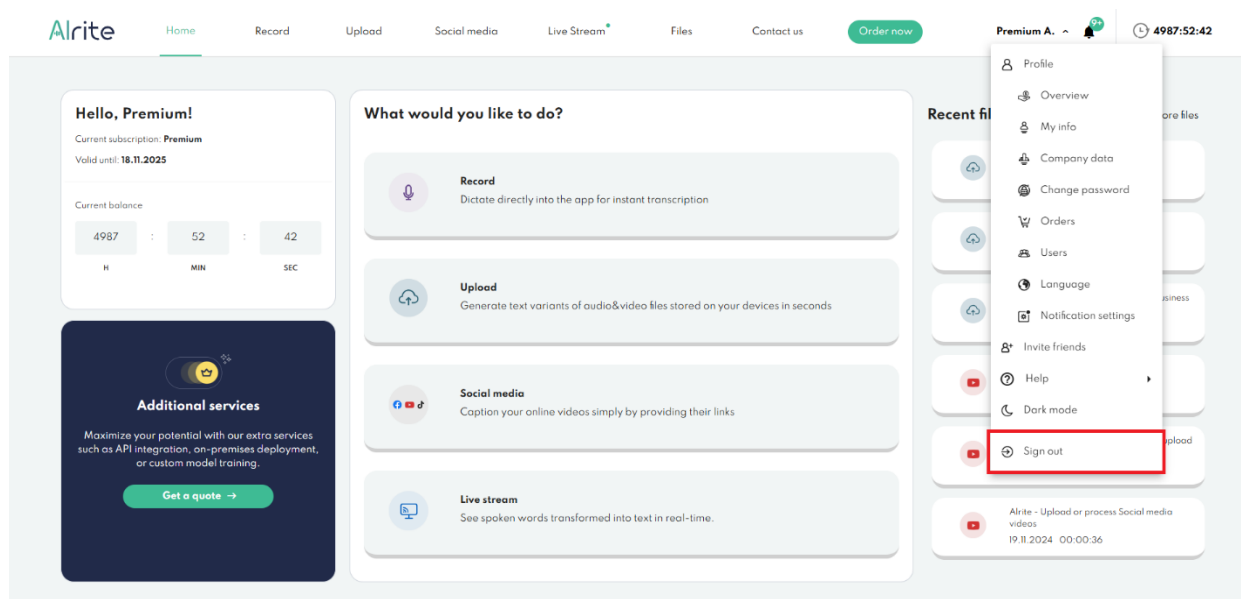 Alrite
Home
Record
Upload
Social media
Live Stream
Files
Contact us
Order now
Premium A.
9+
4987:52:42
Hello, Premium!
Current subscription: Premium
Valid until: 18.11.2025
Current balance
4987 : 52 : 42
H MIN SEC
Additional services
Maximize your potential with our extra services
such as API integration, on-premises deployment,
or custom model training.
Get a quote →
What would you like to do?
Record
Dictate directly into the app for instant transcription
Upload
Generate text variants of audio&video files stored on your devices in seconds
Social media
Caption your online videos simply by providing their links
Live stream
See spoken words transformed into text in real-time.
Recent
files
Alrite - Upload or process Social media
videos
19.11.2024 00:00:36
Profile
Overview
My info
Company data
Change password
Orders
Users
Language
Notification settings
Invite friends
Help
Dark mode
Sign out